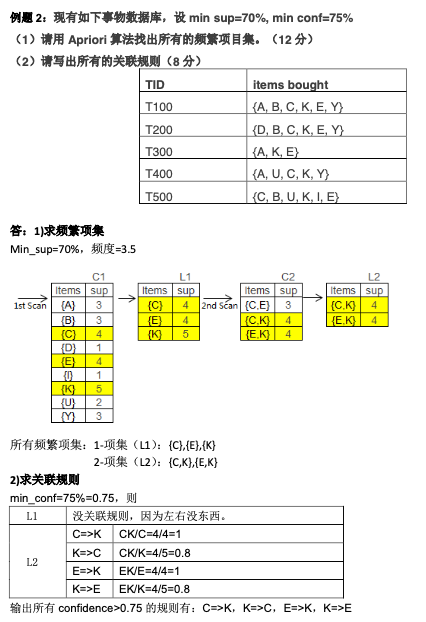 例题 2：现有如下事物数据库，设 min sup=70%, min conf=75%
（1）请用 Apriori 算法找出所有的频繁项目集。（12 分）
（2）请写出所有的关联规则（8 分）
TID items bought
T100 {A, B, C, K, E, Y}
T200 {D, B, C, K, E, Y}
T300 {A, K, E}
T400 {A, U, C, K, Y}
T500 {C, B, U, K, I, E}
答：1)求频繁项集
Min_sup=70%，频度=3.5
C1 L1 C2 L2
1st Scan Items sup Items sup 2nd Scan Items sup Items sup
{A} 3 {C} 4 {C,E} 3 {C,K} 4
{B} 3 {E} 4 {C,K} 4 {E,K} 4
{C} 4 {K} 5 {E,K} 4
{D} 1
{E} 4
{I} 1
{K} 5
{U} 2
{Y} 3
所有频繁项集：1-项集（L1）：{C},{E},{K}
2-项集（L2）：{C,K},{E,K}
2)求关联规则
min_conf=75%=0.75，则
L1 没关联规则，因为左右没东西。
L2 C=>K CK/C=4/4=1
K=>C CK/K=4/5=0.8
E=>K EK/E=4/4=1
K=>E EK/K=4/5=0.8
输出所有 confidence>0.75 的规则有：C=>K，K=>C，E=>K，K=>E